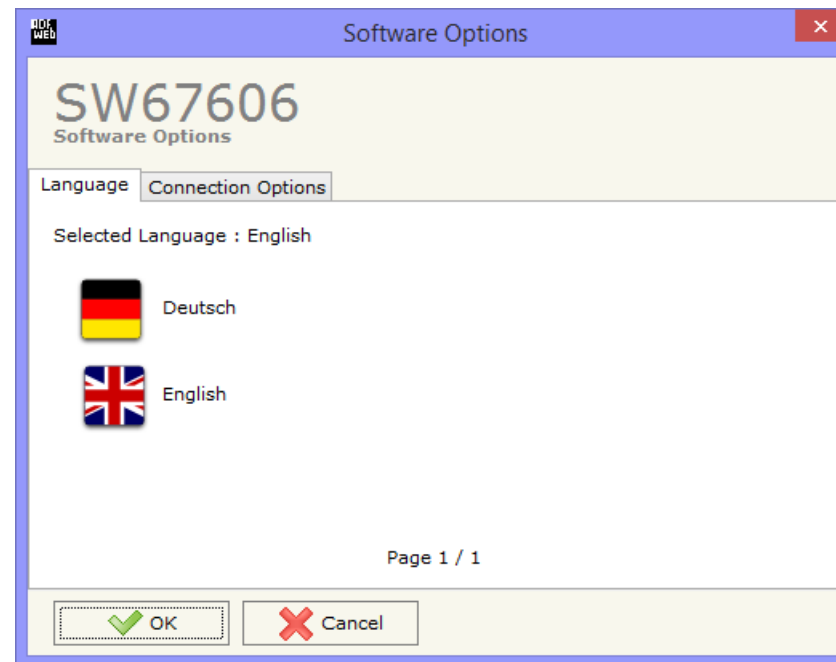 ADF
WEB
Software Options
SW67606
Software Options
Language
Connection Options
Selected Language : English
Deutsch
English
Page 1 / 1
OK
Cancel